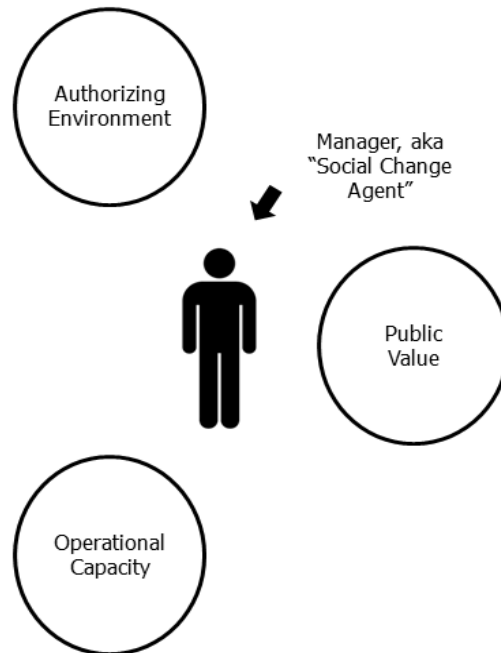 Authorizing
Environment
Manager, aka
“Social Change
Agent”
Public
Value
Operational
Capacity